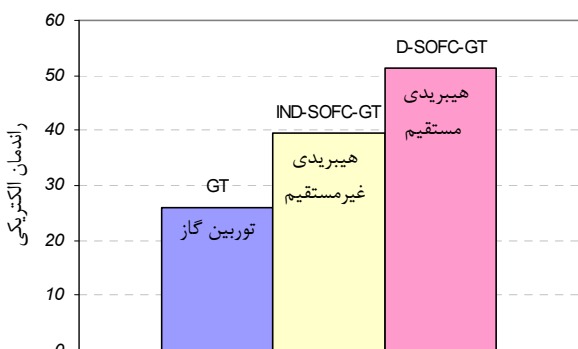 60
50
40
30
20
10
0
راندمان الکتریکی
GT
توربین گاز
IND-SOFC-GT
هیبریدی
غیرمستقیم
D-SOFC-GT
هیبریدی
مستقیم